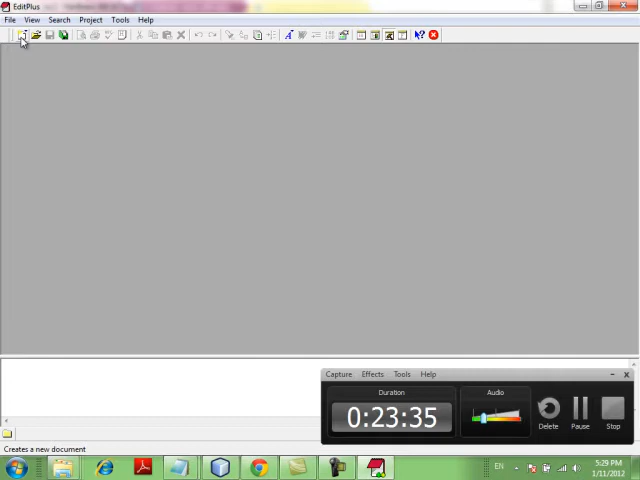 EditPlus
File View Search Project Tools Help
Capture Effects Tools Help
Duration
Audio
0:23:35
Delete Pause Stop
Creates a new document
EN
5:29 PM
1/11/2012